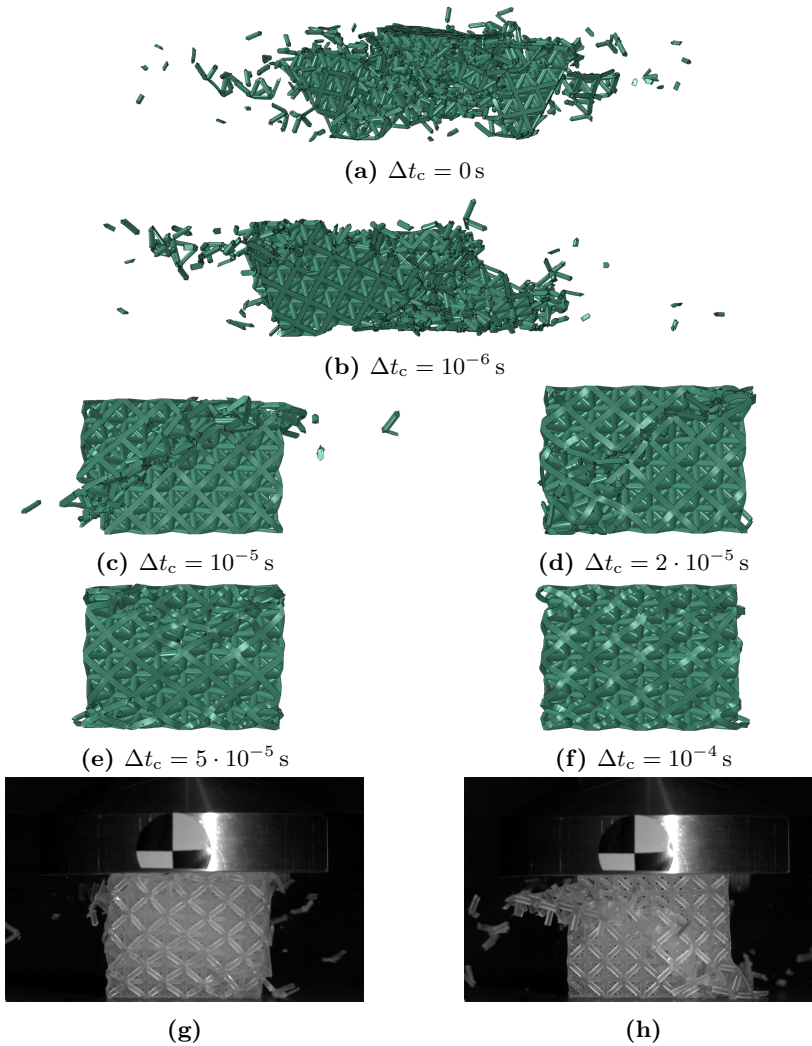 (a) Δt_c = 0 s
(b) Δt_c = 10⁻⁶ s
(c) Δt_c = 10⁻⁵ s
(d) Δt_c = 2 · 10⁻⁵ s
(e) Δt_c = 5 · 10⁻⁵ s
(f) Δt_c = 10⁻⁴ s
(g)
(h)